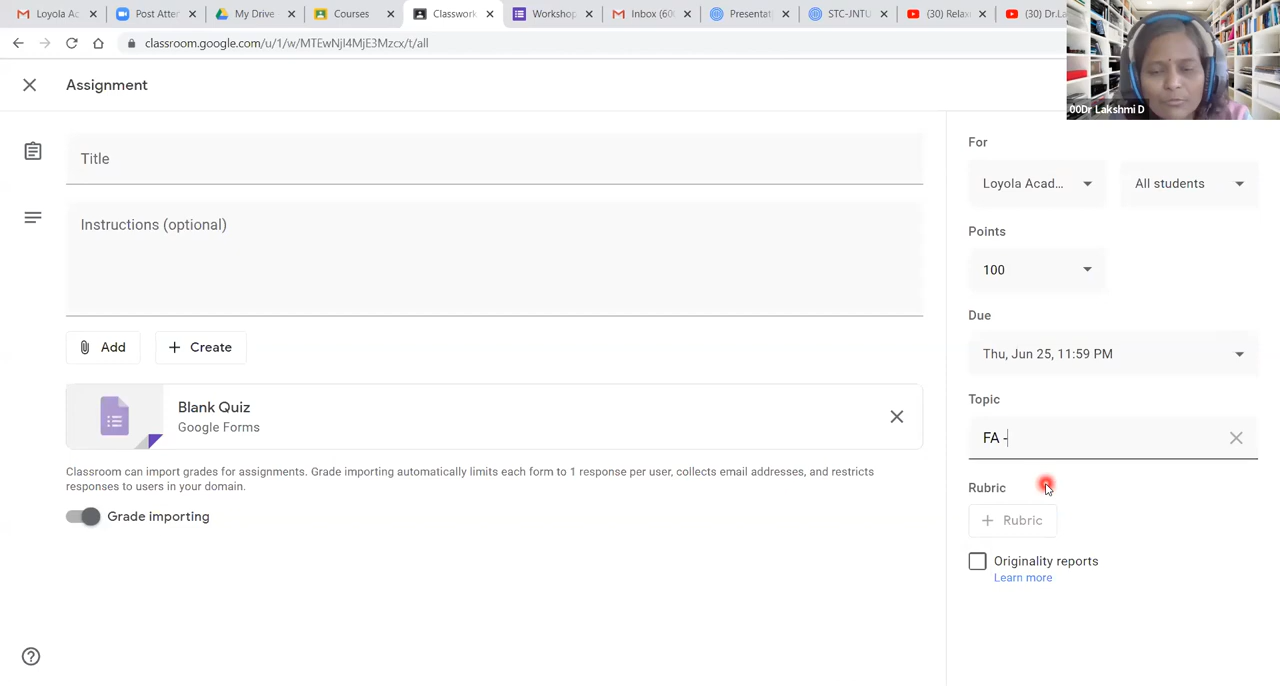 Loyola Ac
Post Atter
My Drive
Courses
Classwork
Workshop
Inbox (60
Presentat
STC-JNTU
(30) Relax
(30) Dr.La
classroom.google.com/u/1/w/MTEwNjI4MjE3Mzcx/t/all
00Dr Lakshmi D
Assignment
Title
Instructions (optional)
Add
Create
Blank Quiz
Google Forms
Classroom can import grades for assignments. Grade importing automatically limits each form to 1 response per user, collects email addresses, and restricts
responses to users in your domain.
Grade importing
For
Loyola Acad...
All students
Points
100
Due
Thu, Jun 25, 11:59 PM
Topic
FA -
Rubric
+ Rubric
Originality reports
Learn more